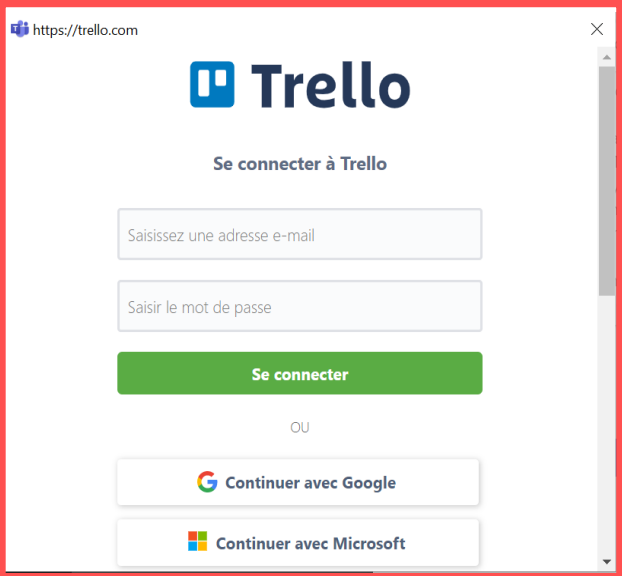 https://trello.com
Trello
Se connecter à Trello
Saisissez une adresse e-mail
Saisir le mot de passe
Se connecter
OU
Continuer avec Google
Continuer avec Microsoft